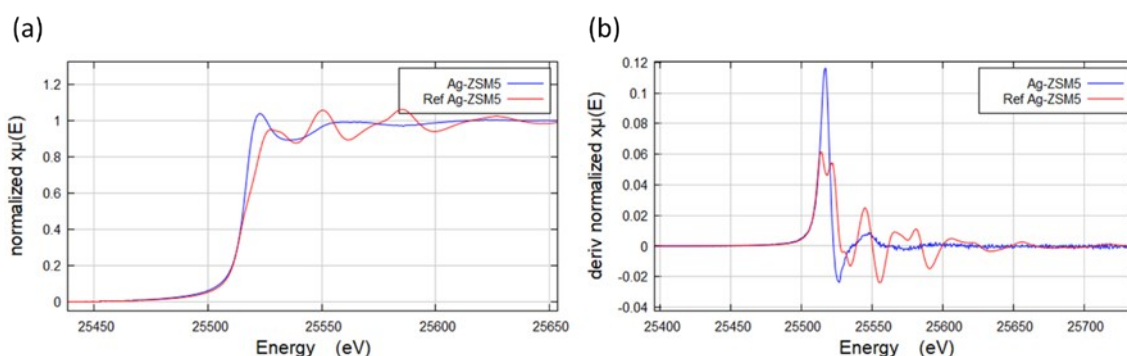 (a)
normalized xμ(E)
1.2
1
0.8
0.6
0.4
0.2
0
25450
25500
25550
25600
25650
Energy (eV)
Ag-ZSM5
Ref Ag-ZSM5
(b)
deriv normalized xμ(E)
0.12
0.10
0.08
0.06
0.04
0.02
0
-0.02
-0.04
25400
25450
25500
25550
25600
25650
25700
Energy (eV)
Ag-ZSM5
Ref Ag-ZSM5